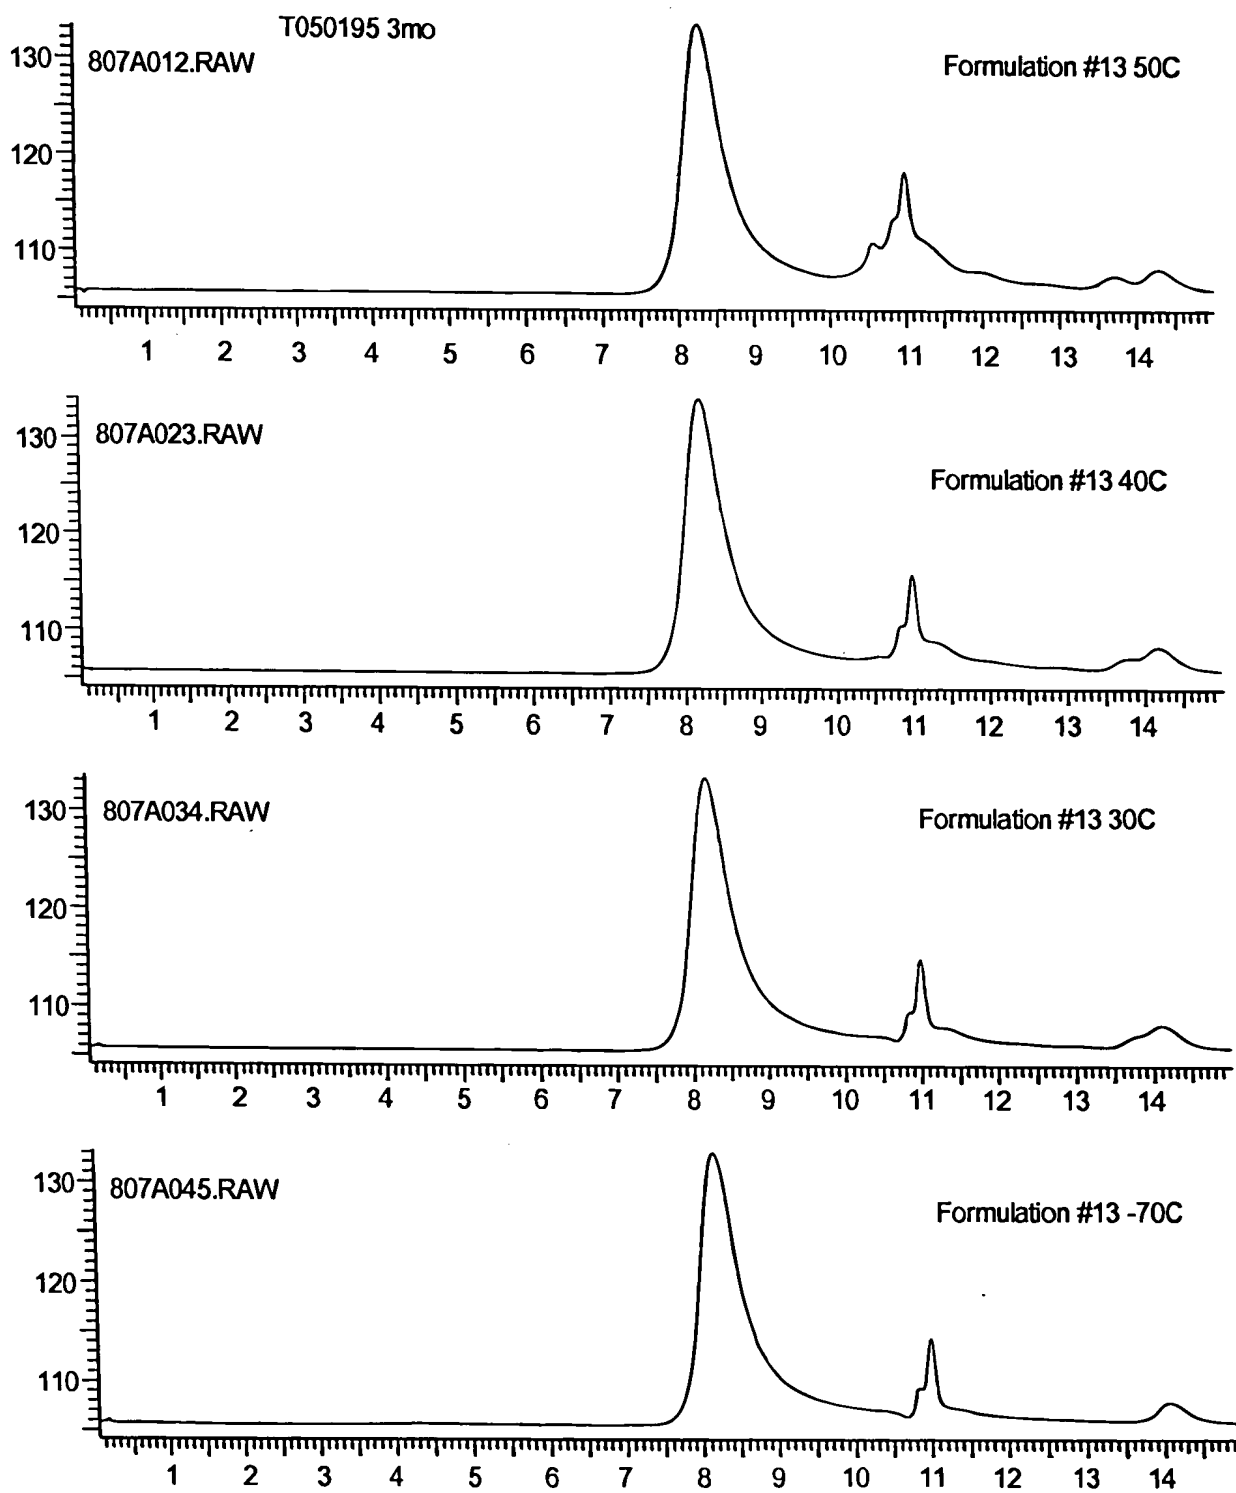 T050195 3mo
807A012.RAW
Formulation #13 50C
130
120
110
1 2 3 4 5 6 7 8 9 10 11 12 13 14
807A023.RAW
Formulation #13 40C
130
120
110
1 2 3 4 5 6 7 8 9 10 11 12 13 14
807A034.RAW
Formulation #13 30C
130
120
110
1 2 3 4 5 6 7 8 9 10 11 12 13 14
807A045.RAW
Formulation #13 -70C
130
120
110
1 2 3 4 5 6 7 8 9 10 11 12 13 14